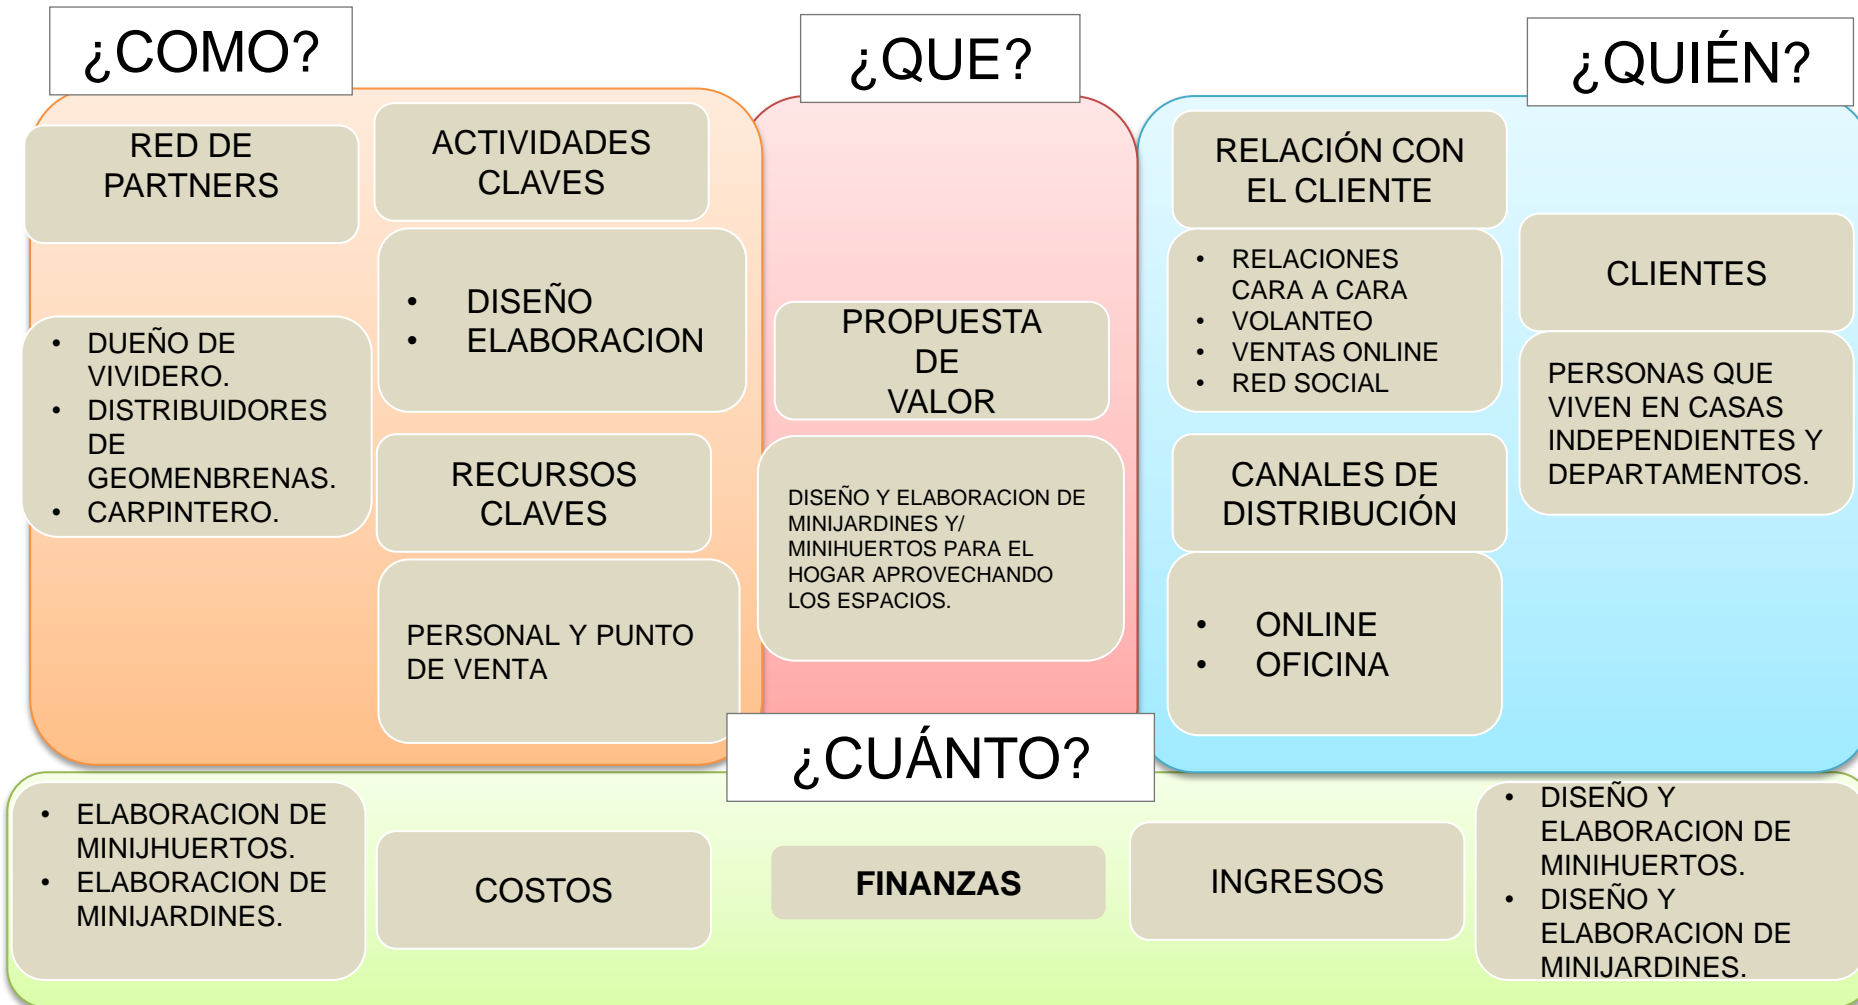 ¿COMO?
RED DE
PARTNERS
• DUEÑO DE
VIVIDERO.
• DISTRIBUIDORES
DE
GEOMENBRENAS.
• CARPINTERO.
ACTIVIDADES
CLAVES
• DISEÑO
• ELABORACION
RECURSOS
CLAVES
PERSONAL Y PUNTO
DE VENTA
¿QUE?
PROPUESTA
DE
VALOR
DISEÑO Y ELABORACION DE
MINIJARDINES Y/
MINIHUERTOS PARA EL
HOGAR APROVECHANDO
LOS ESPACIOS.
¿QUIÉN?
RELACIÓN CON
EL CLIENTE
• RELACIONES
CARA A CARA
• VOLANTEO
• VENTAS ONLINE
• RED SOCIAL
CANALES DE
DISTRIBUCIÓN
• ONLINE
• OFICINA
CLIENTES
PERSONAS QUE
VIVEN EN CASAS
INDEPENDIENTES Y
DEPARTAMENTOS.
¿CUÁNTO?
• ELABORACION DE
MINIJHUERTOS.
• ELABORACION DE
MINIJARDINES.
COSTOS
FINANZAS
INGRESOS
• DISEÑO Y
ELABORACION DE
MINIHUERTOS.
• DISEÑO Y
ELABORACION DE
MINIJARDINES.